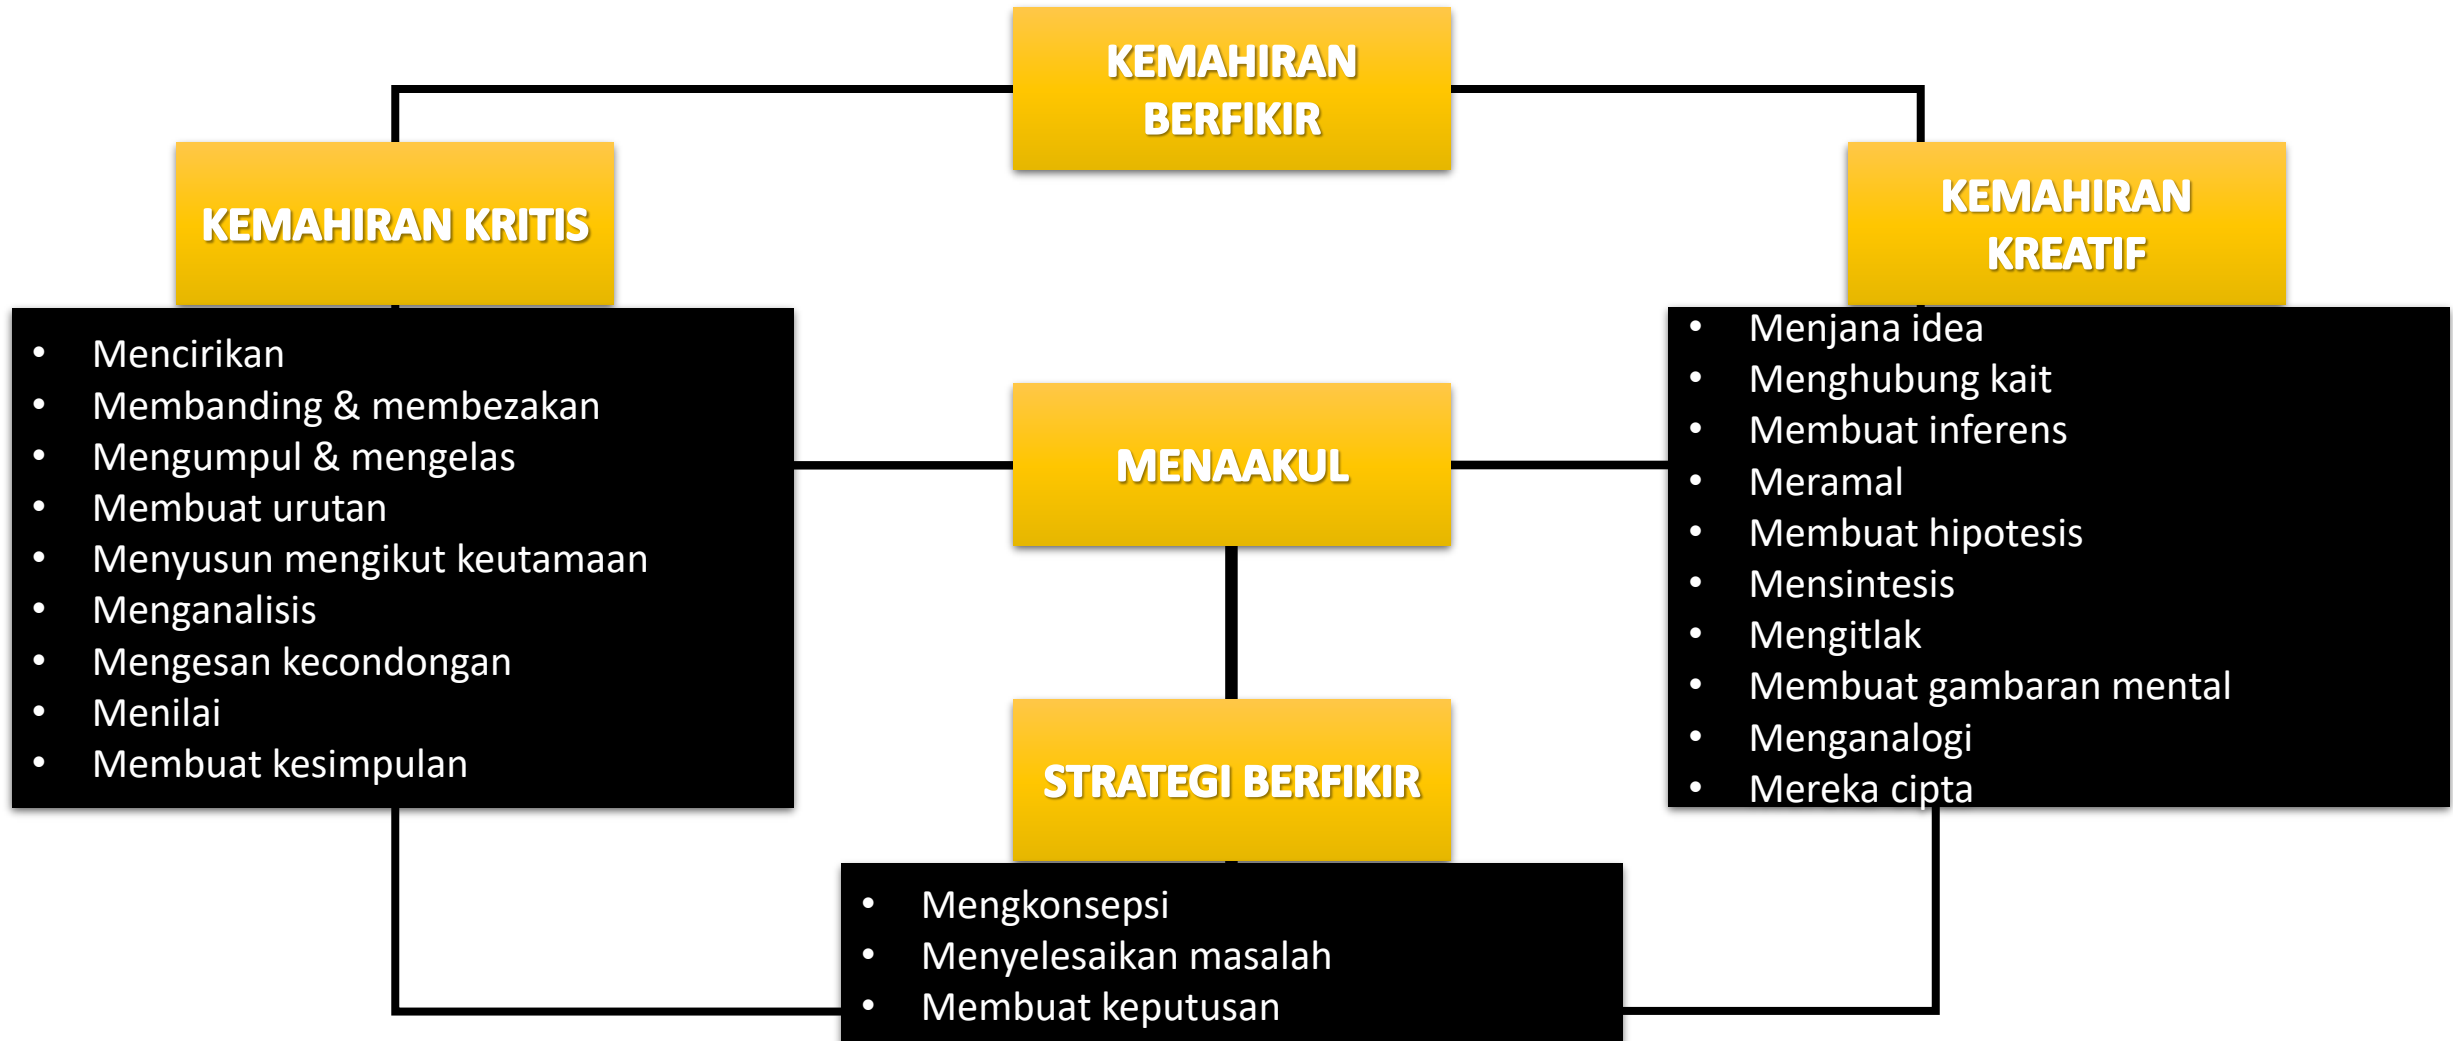 KEMAHIRAN
BERFIKIR
KEMAHIRAN KRITIS
• Mencirikan
• Membanding & membezakan
• Mengumpul & mengelas
• Membuat urutan
• Menyusun mengikut keutamaan
• Menganalisis
• Mengesan kecondongan
• Menilai
• Membuat kesimpulan
MENAAKUL
KEMAHIRAN
KREATIF
• Menjana idea
• Menghubung kait
• Membuat inferens
• Meramal
• Membuat hipotesis
• Mensintesis
• Mengitlak
• Membuat gambaran mental
• Menganalogi
• Mereka cipta
STRATEGI BERFIKIR
• Mengkonsepsi
• Menyelesaikan masalah
• Membuat keputusan